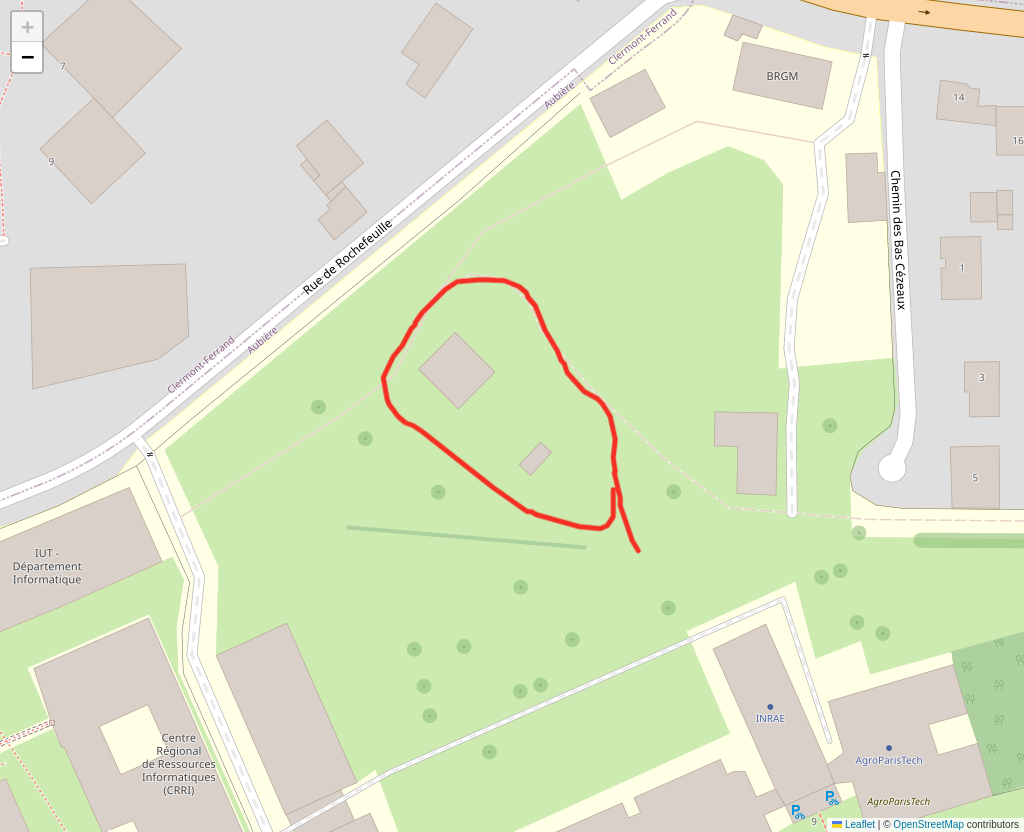 +
−
7
9
Clermont-Ferrand
Aubière
Rue de Rochefeuille
Clermont-Ferrand
Aubière
BRGM
14
16
Chemin des Bas Cézeaux
1
3
5
IUT -
Département
Informatique
Centre
Régional
de Ressources
Informatiques
(CRRI)
INRAE
AgroParisTech
AgroParisTech
9
Leaflet | © OpenStreetMap contributors